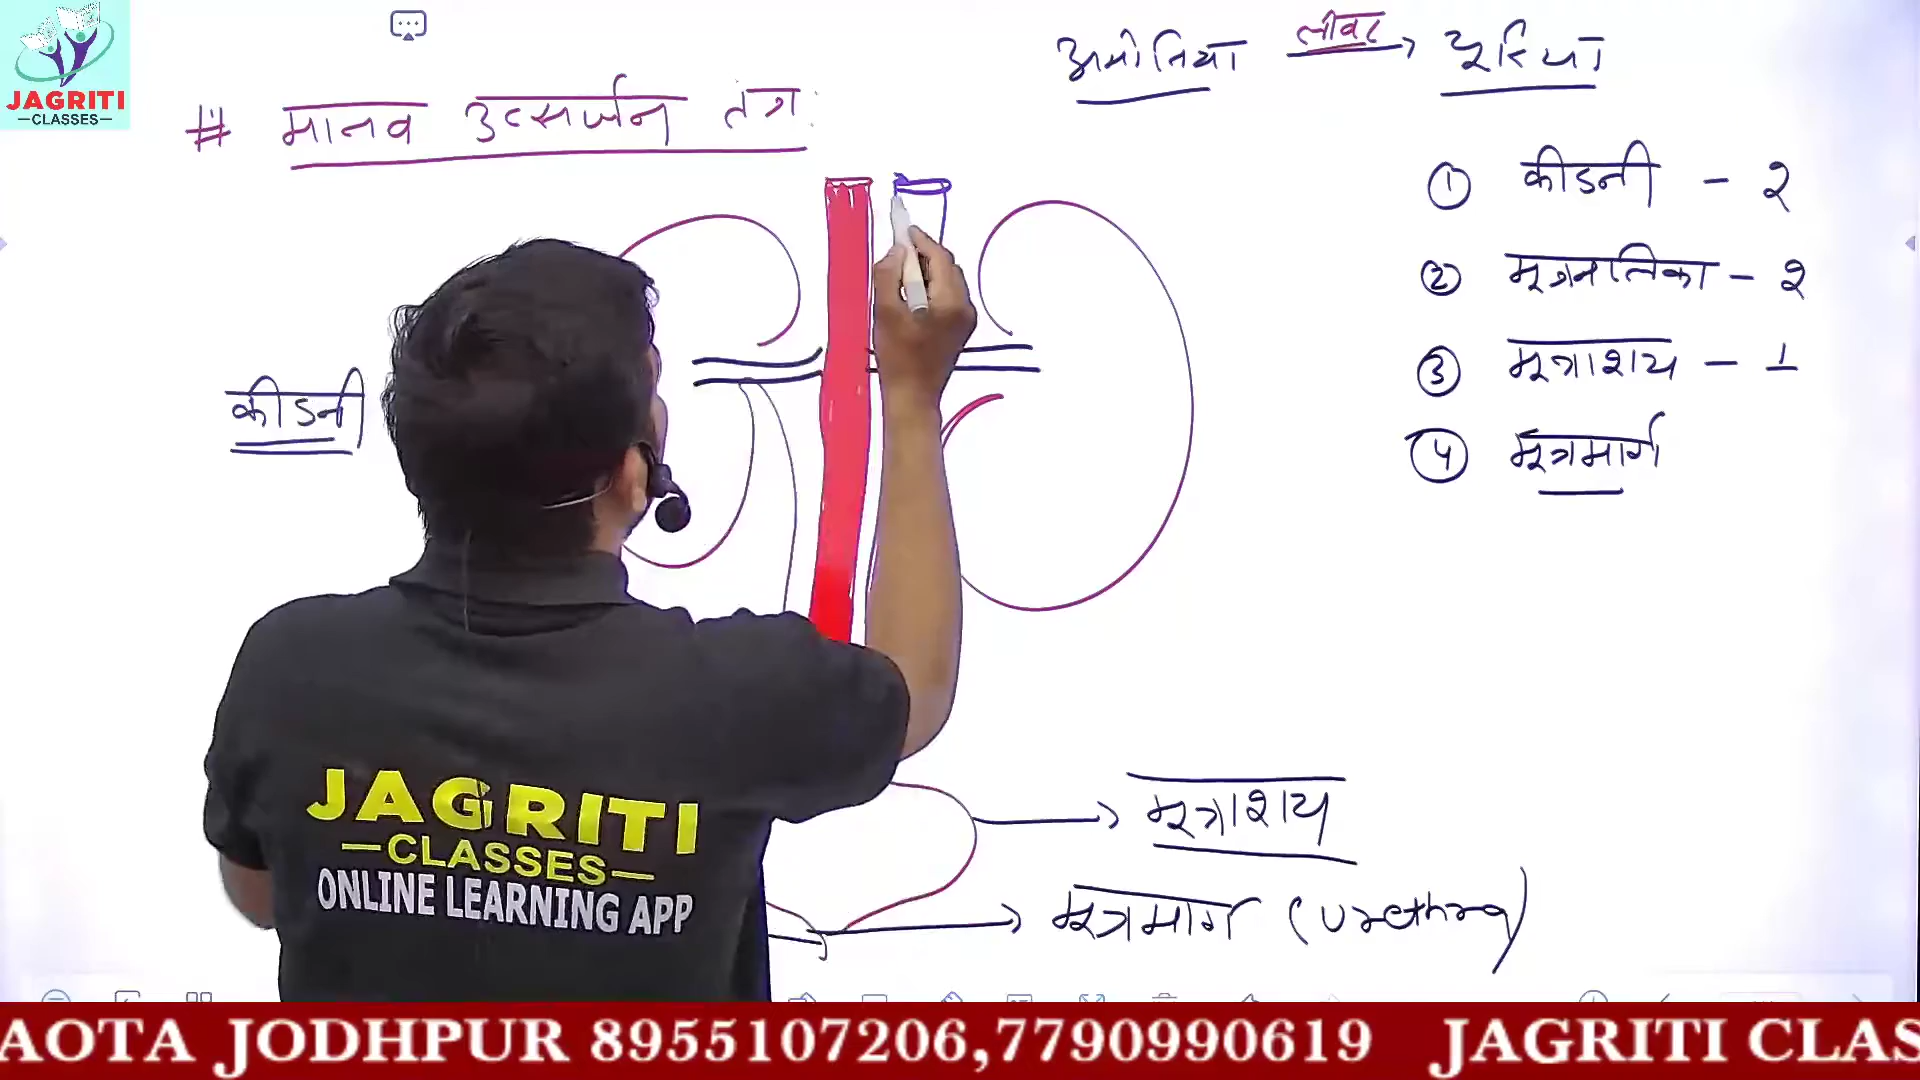 JAGRITI
CLASSES
# मानव उत्सर्जन तंत्र :
अमोनिया लीवर → यूरिया
① कीडनी - २
② मूत्रनलिका - २
③ मूत्राशय - 1
④ मूत्रमार्ग
कीडनी
→ मूत्राशय
→ मूत्रमार्ग (Urethra)
JAGRITI
—CLASSES—
ONLINE LEARNING APP
AOTA JODHPUR 8955107206,7790990619 JAGRITI CLAS